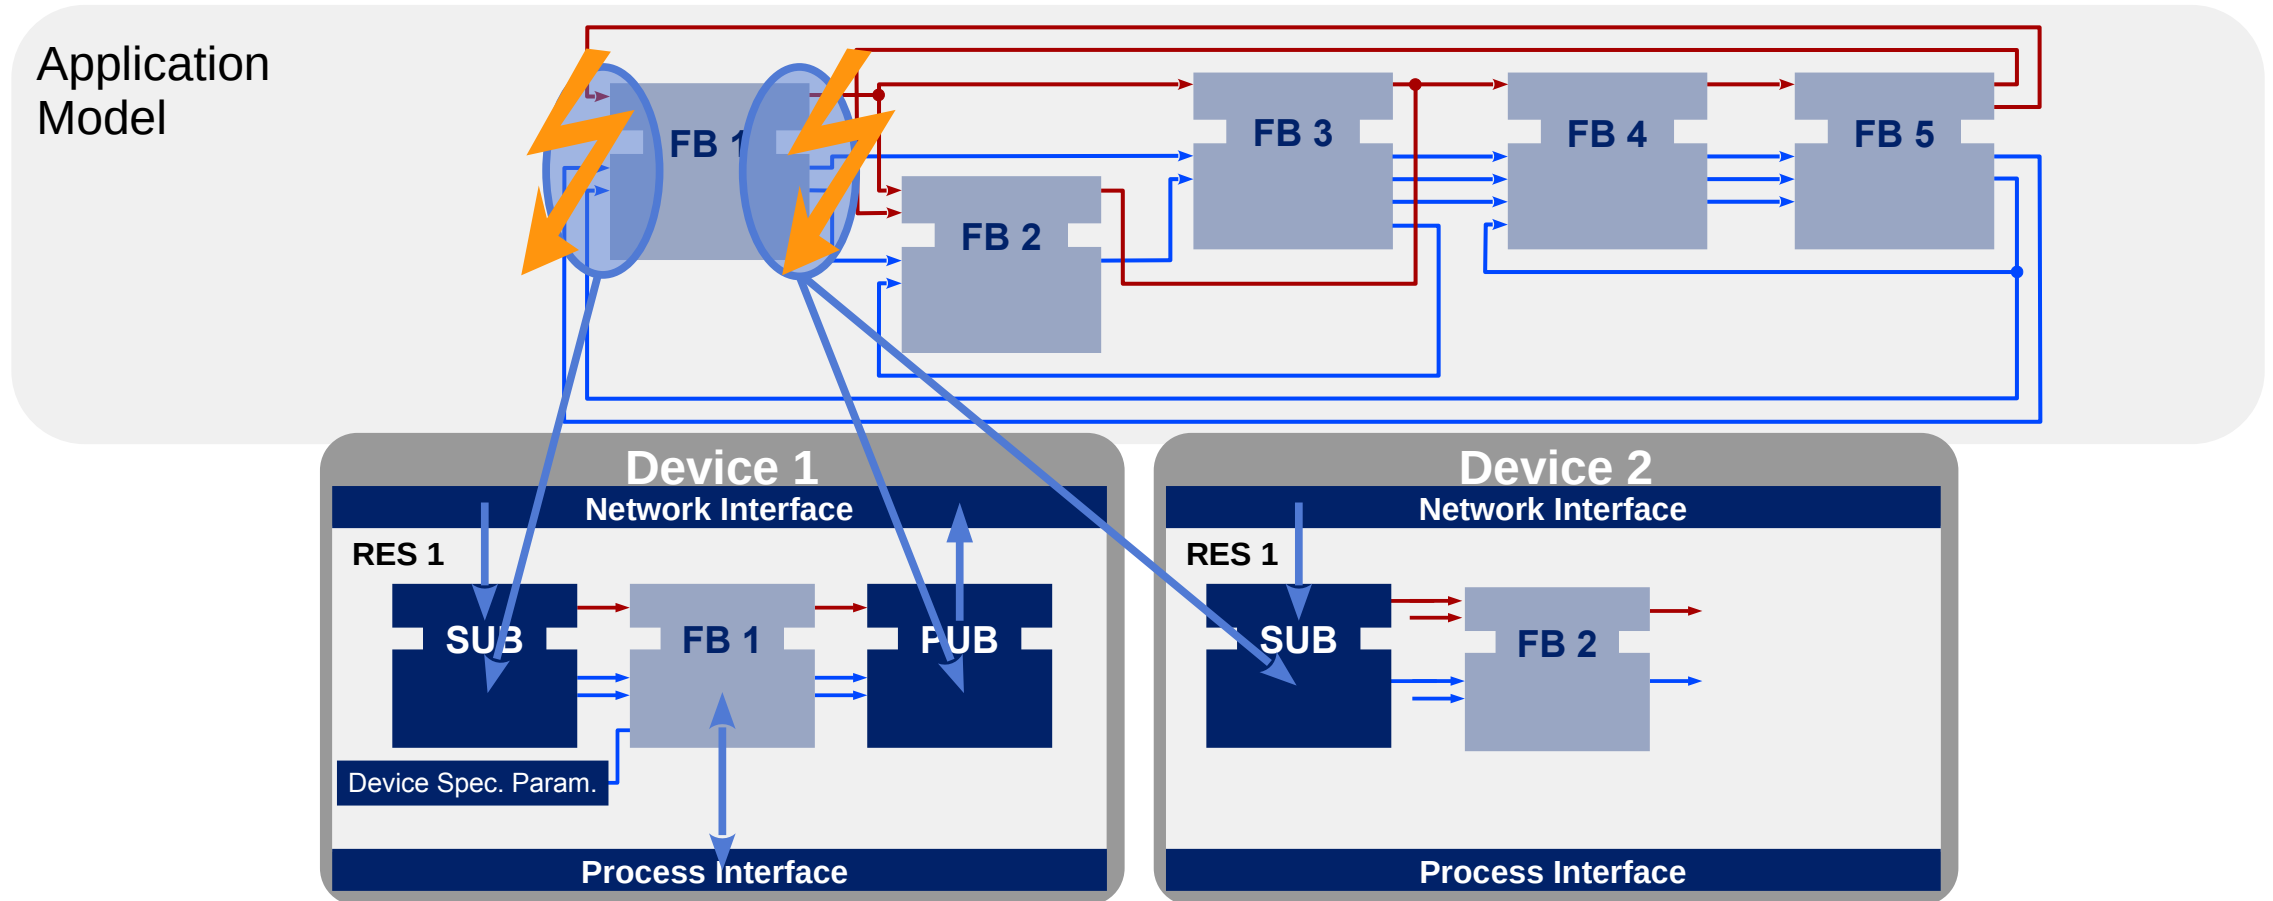 Application
Model
FB 1
FB 2
FB 3
FB 4
FB 5
Device 1
Network Interface
RES 1
SUB
FB 1
PUB
Device Spec. Param.
Process Interface
Device 2
Network Interface
RES 1
SUB
FB 2
Process Interface